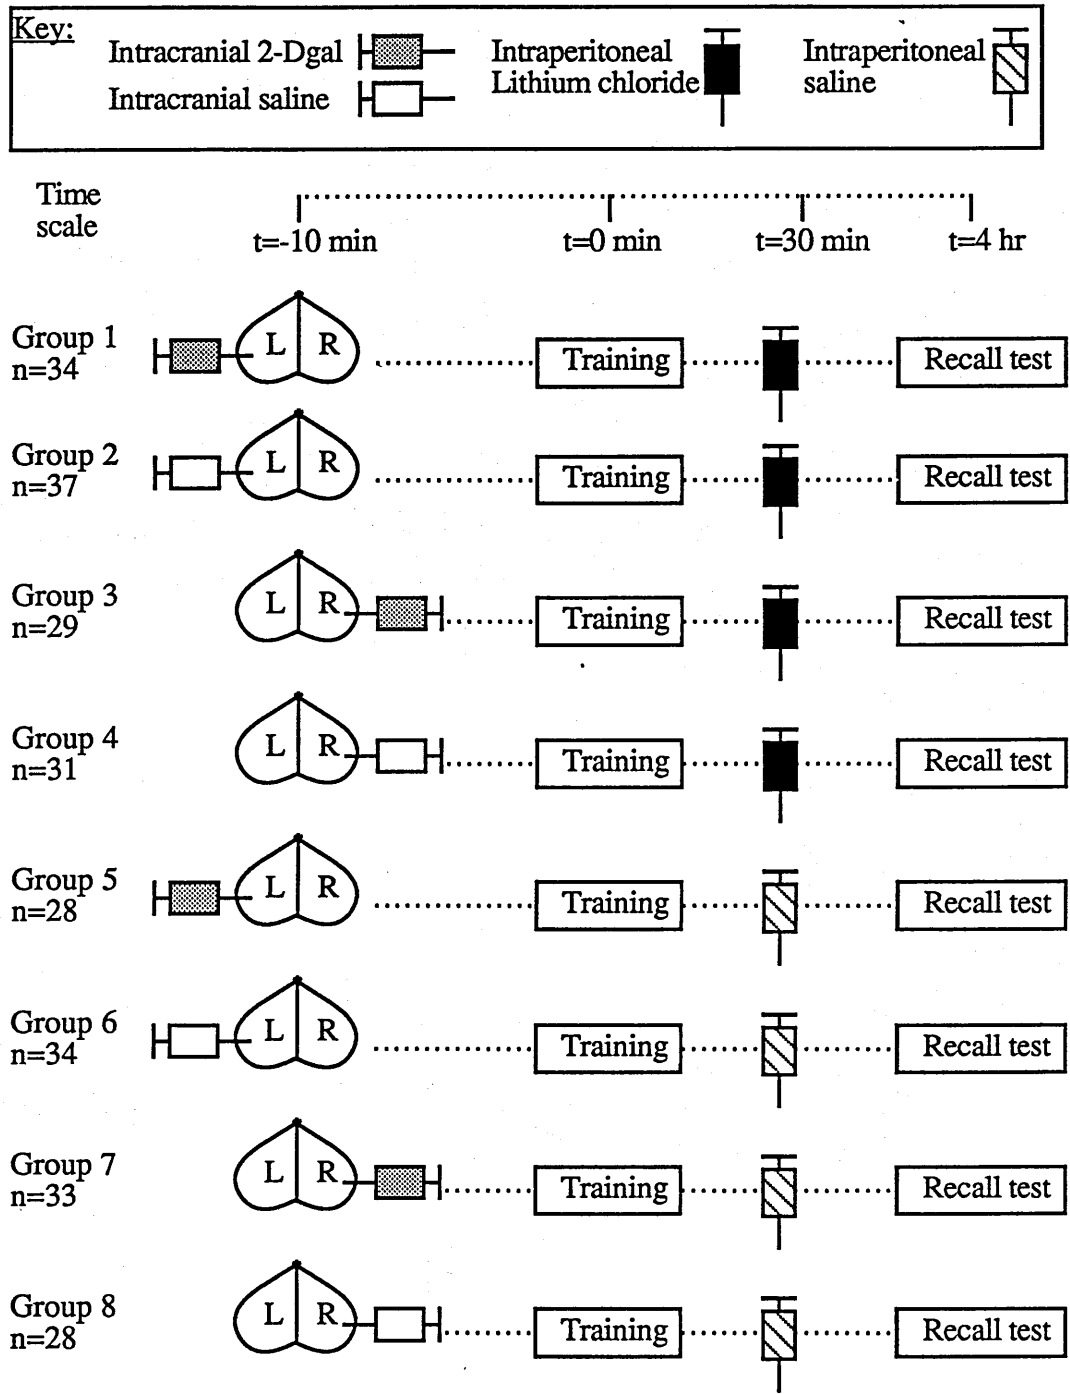 Key:
Intracranial 2-Dgal
Intracranial saline
Intraperitoneal
Lithium chloride
Intraperitoneal
saline
Time
scale
t=-10 min
t=0 min
t=30 min
t=4 hr
Group 1
n=34
L R
Training
Recall test
Group 2
n=37
L R
Training
Recall test
Group 3
n=29
L R
Training
Recall test
Group 4
n=31
L R
Training
Recall test
Group 5
n=28
L R
Training
Recall test
Group 6
n=34
L R
Training
Recall test
Group 7
n=33
L R
Training
Recall test
Group 8
n=28
L R
Training
Recall test